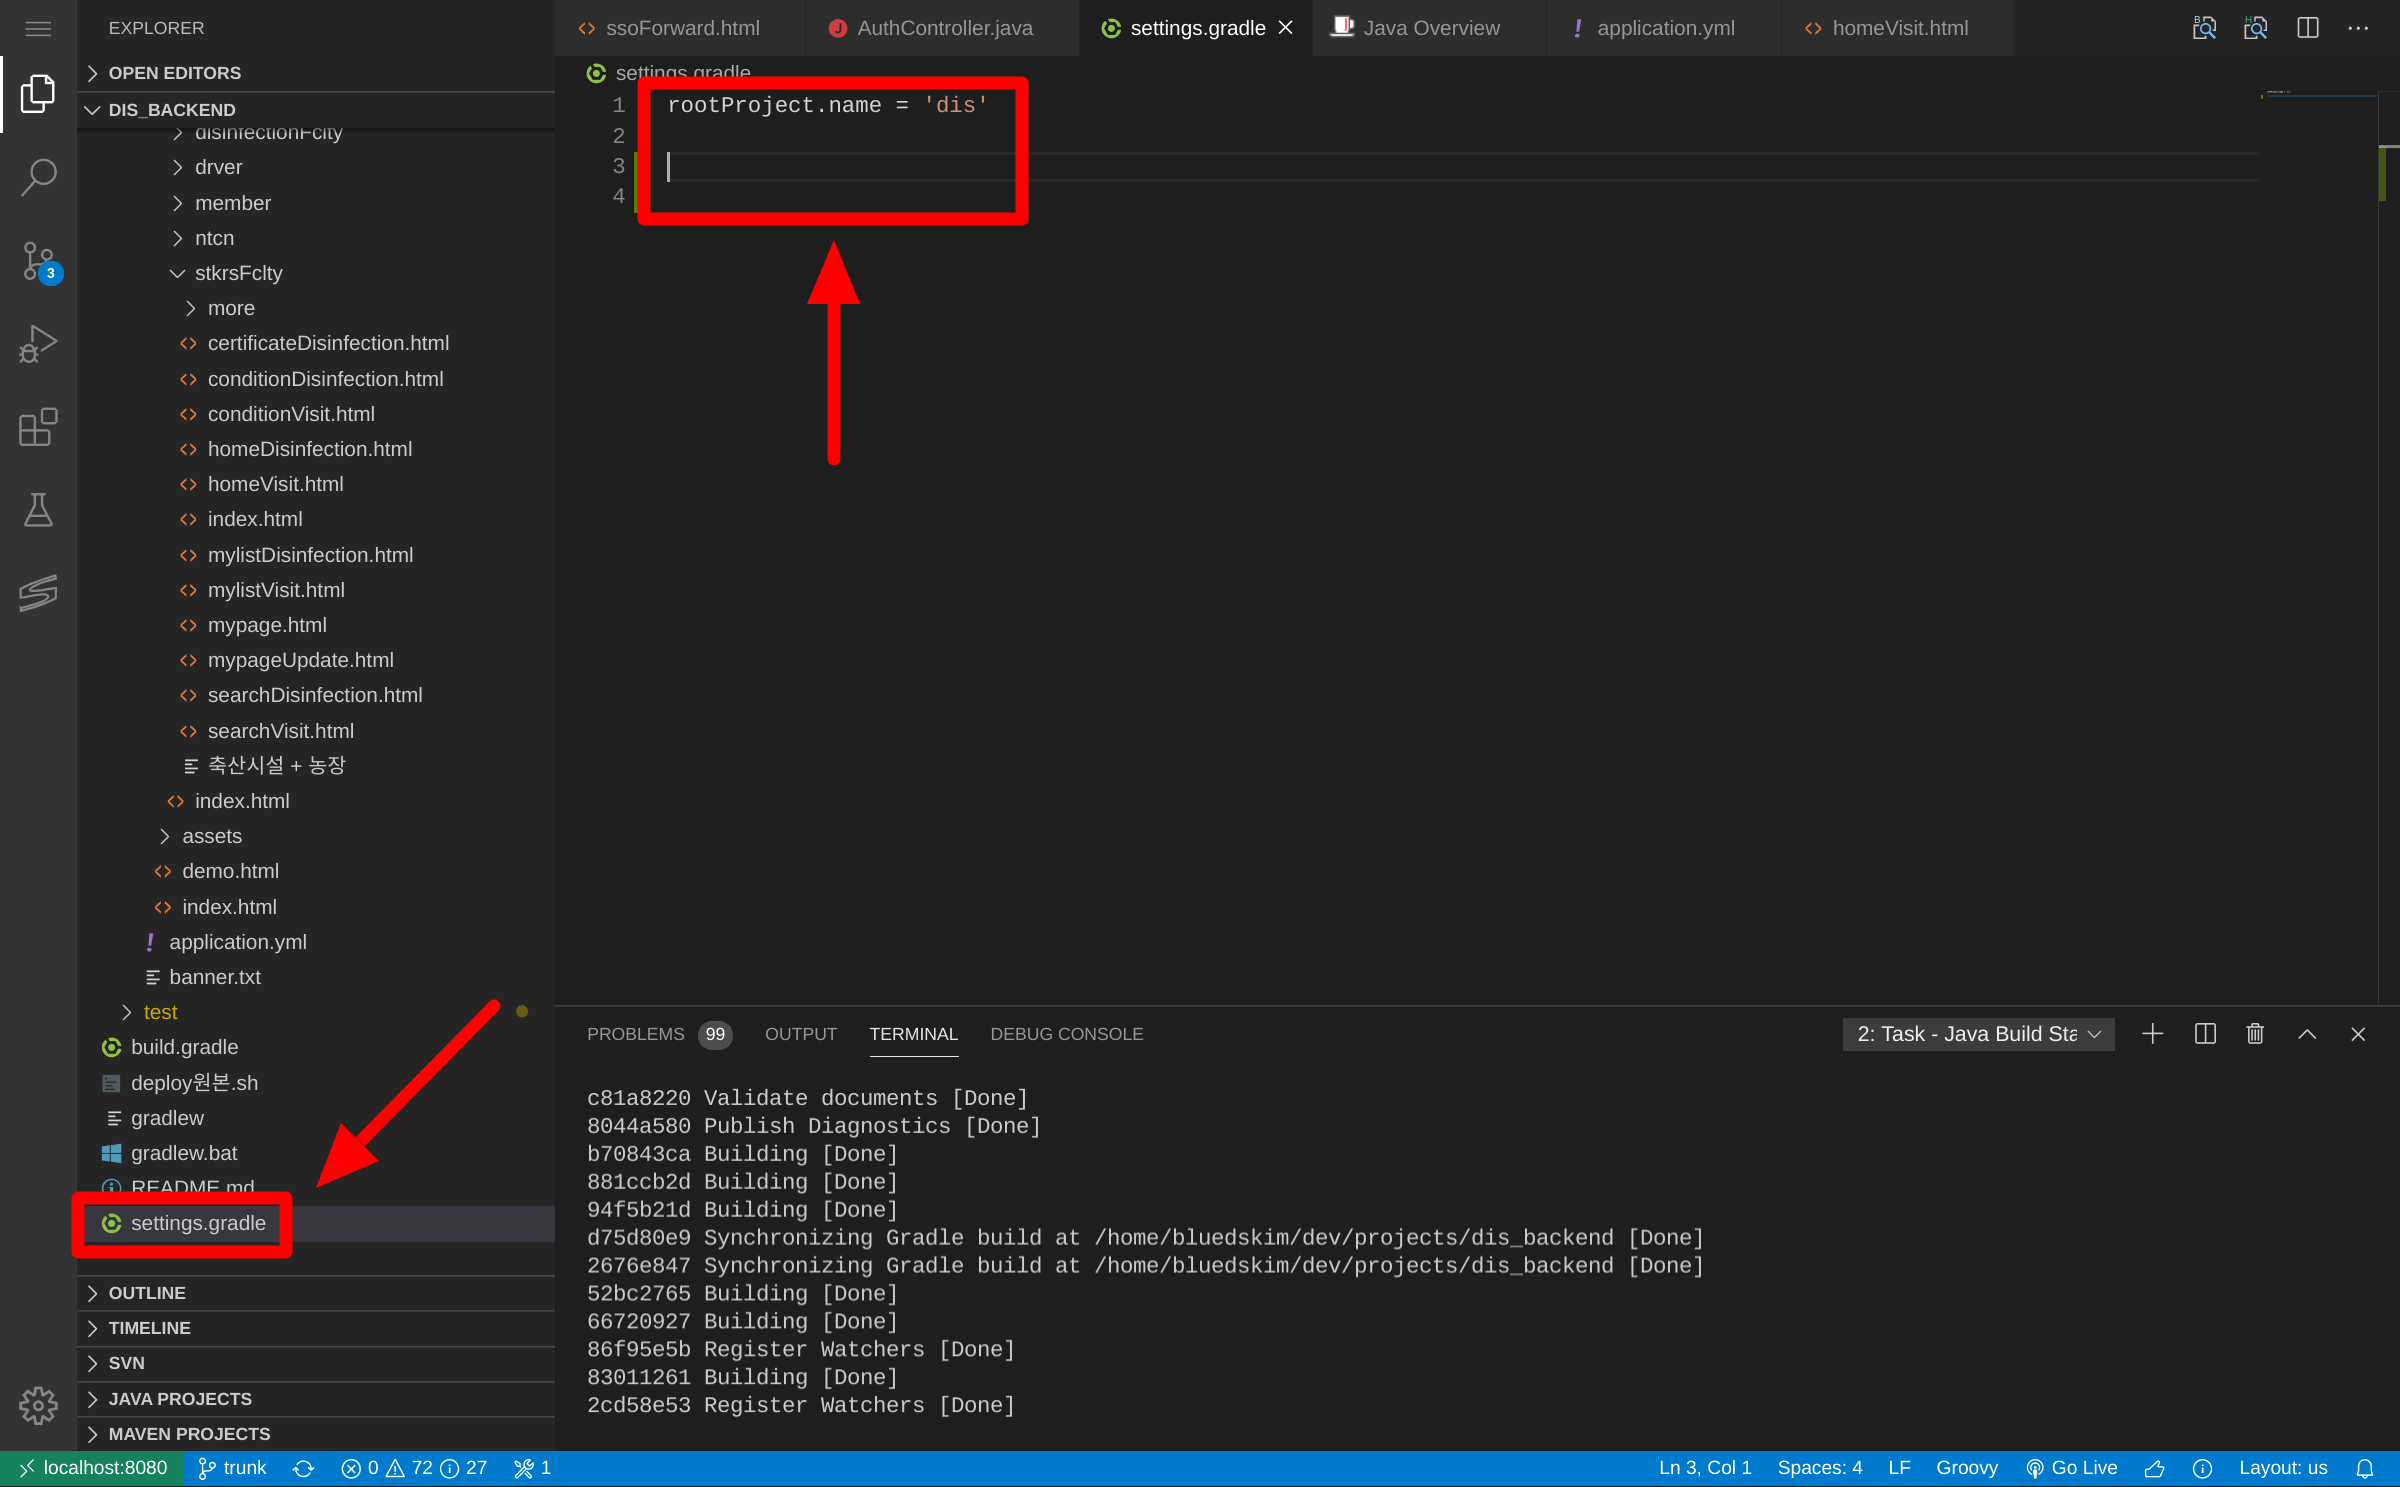 EXPLORER
ssoForward.html
AuthController.java
settings.gradle
Java Overview
application.yml
homeVisit.html
OPEN EDITORS
DIS_BACKEND
disinfectionFclty
drver
member
ntcn
stkrsFclty
more
certificateDisinfection.html
conditionDisinfection.html
conditionVisit.html
homeDisinfection.html
homeVisit.html
index.html
mylistDisinfection.html
mylistVisit.html
mypage.html
mypageUpdate.html
searchDisinfection.html
searchVisit.html
축산시설 + 농장
index.html
assets
demo.html
index.html
application.yml
banner.txt
test
build.gradle
deploy원본.sh
gradlew
gradlew.bat
README.md
settings.gradle
OUTLINE
TIMELINE
SVN
JAVA PROJECTS
MAVEN PROJECTS
3
settings.gradle
1 rootProject.name = 'dis'
2
3
4
PROBLEMS 99 OUTPUT TERMINAL DEBUG CONSOLE
2: Task - Java Build Sta
c81a8220 Validate documents [Done]
8044a580 Publish Diagnostics [Done]
b70843ca Building [Done]
881ccb2d Building [Done]
94f5b21d Building [Done]
d75d80e9 Synchronizing Gradle build at /home/bluedskim/dev/projects/dis_backend [Done]
2676e847 Synchronizing Gradle build at /home/bluedskim/dev/projects/dis_backend [Done]
52bc2765 Building [Done]
66720927 Building [Done]
86f95e5b Register Watchers [Done]
83011261 Building [Done]
2cd58e53 Register Watchers [Done]
localhost:8080 trunk 0 72 27 1
Ln 3, Col 1 Spaces: 4 LF Groovy Go Live Layout: us